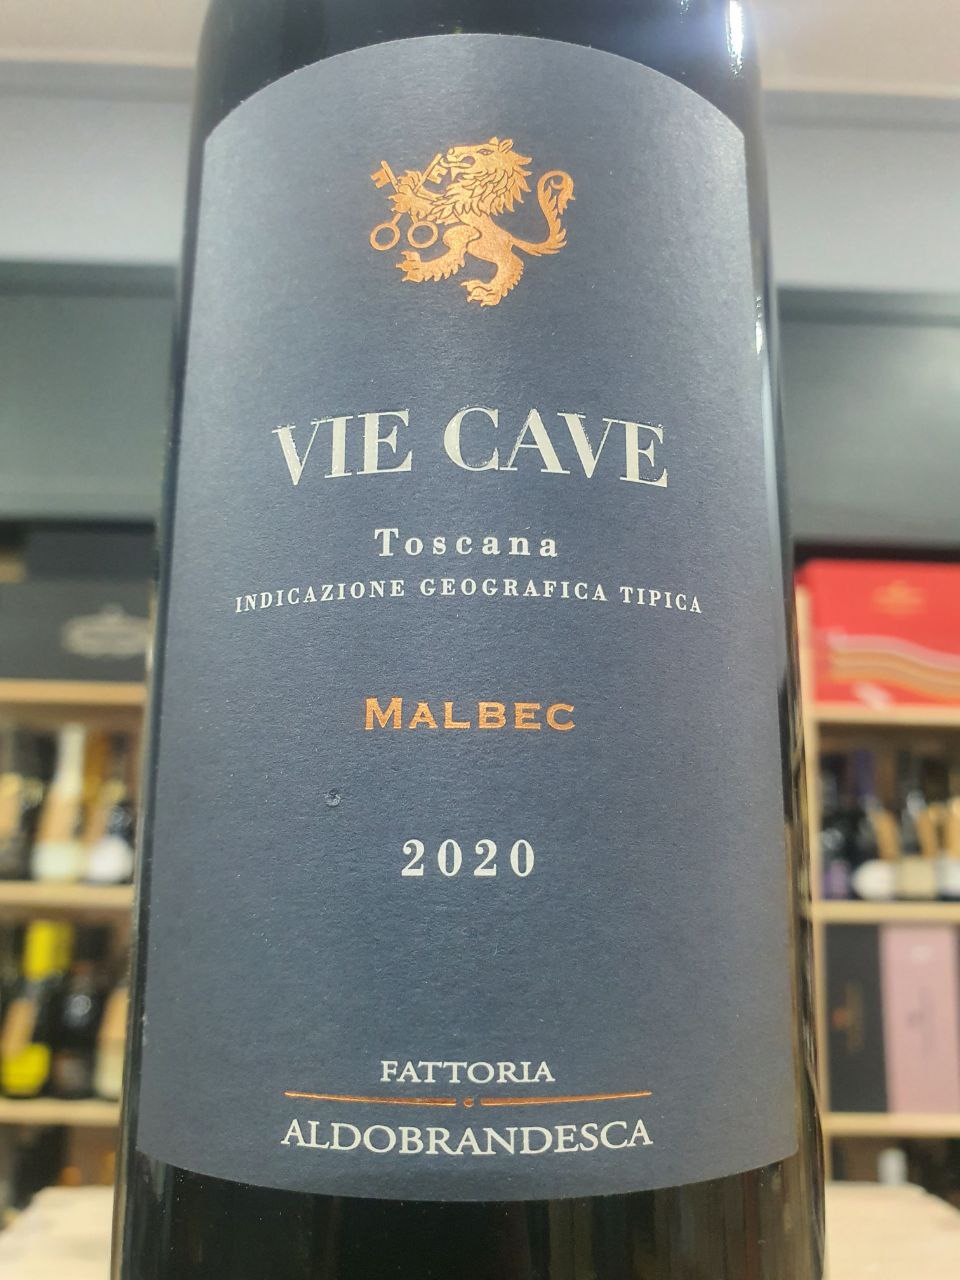 VIE CAVE
Toscana
INDICAZIONE GEOGRAFICA TIPICA
MALBEC
2020
FATTORIA
ALDOBRANDESCA